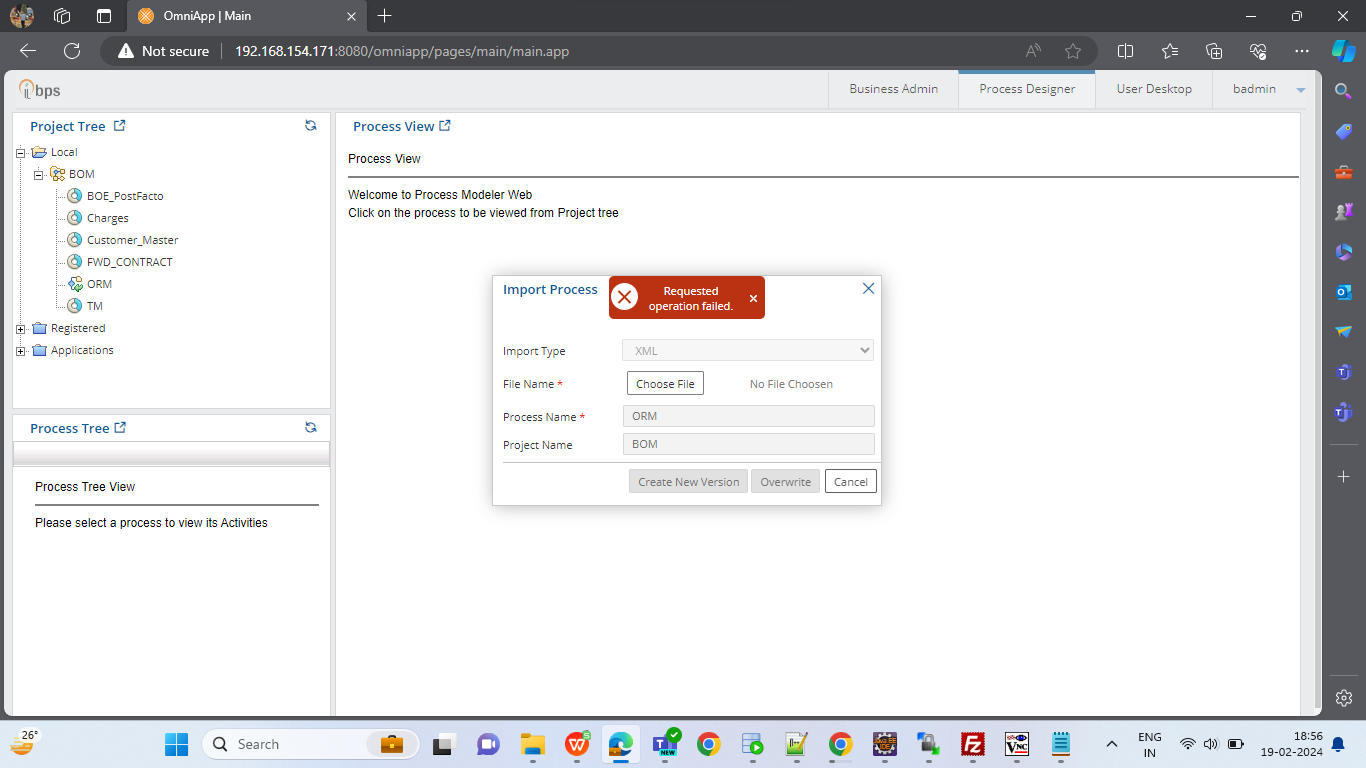 OmniApp | Main
Not secure
192.168.154.171:8080/omniapp/pages/main/main.app
ibps
Business Admin
Process Designer
User Desktop
badmin
Project Tree
Local
BOM
BOE_PostFacto
Charges
Customer_Master
FWD_CONTRACT
ORM
TM
Registered
Applications
Process Tree
Process Tree View
Please select a process to view its Activities
Process View
Process View
Welcome to Process Modeler Web
Click on the process to be viewed from Project tree
Import Process
Requested
operation failed.
Import Type XML
File Name * Choose File No File Choosen
Process Name * ORM
Project Name BOM
Create New Version Overwrite Cancel
26°
Search
NEW
ENG
IN
18:56
19-02-2024